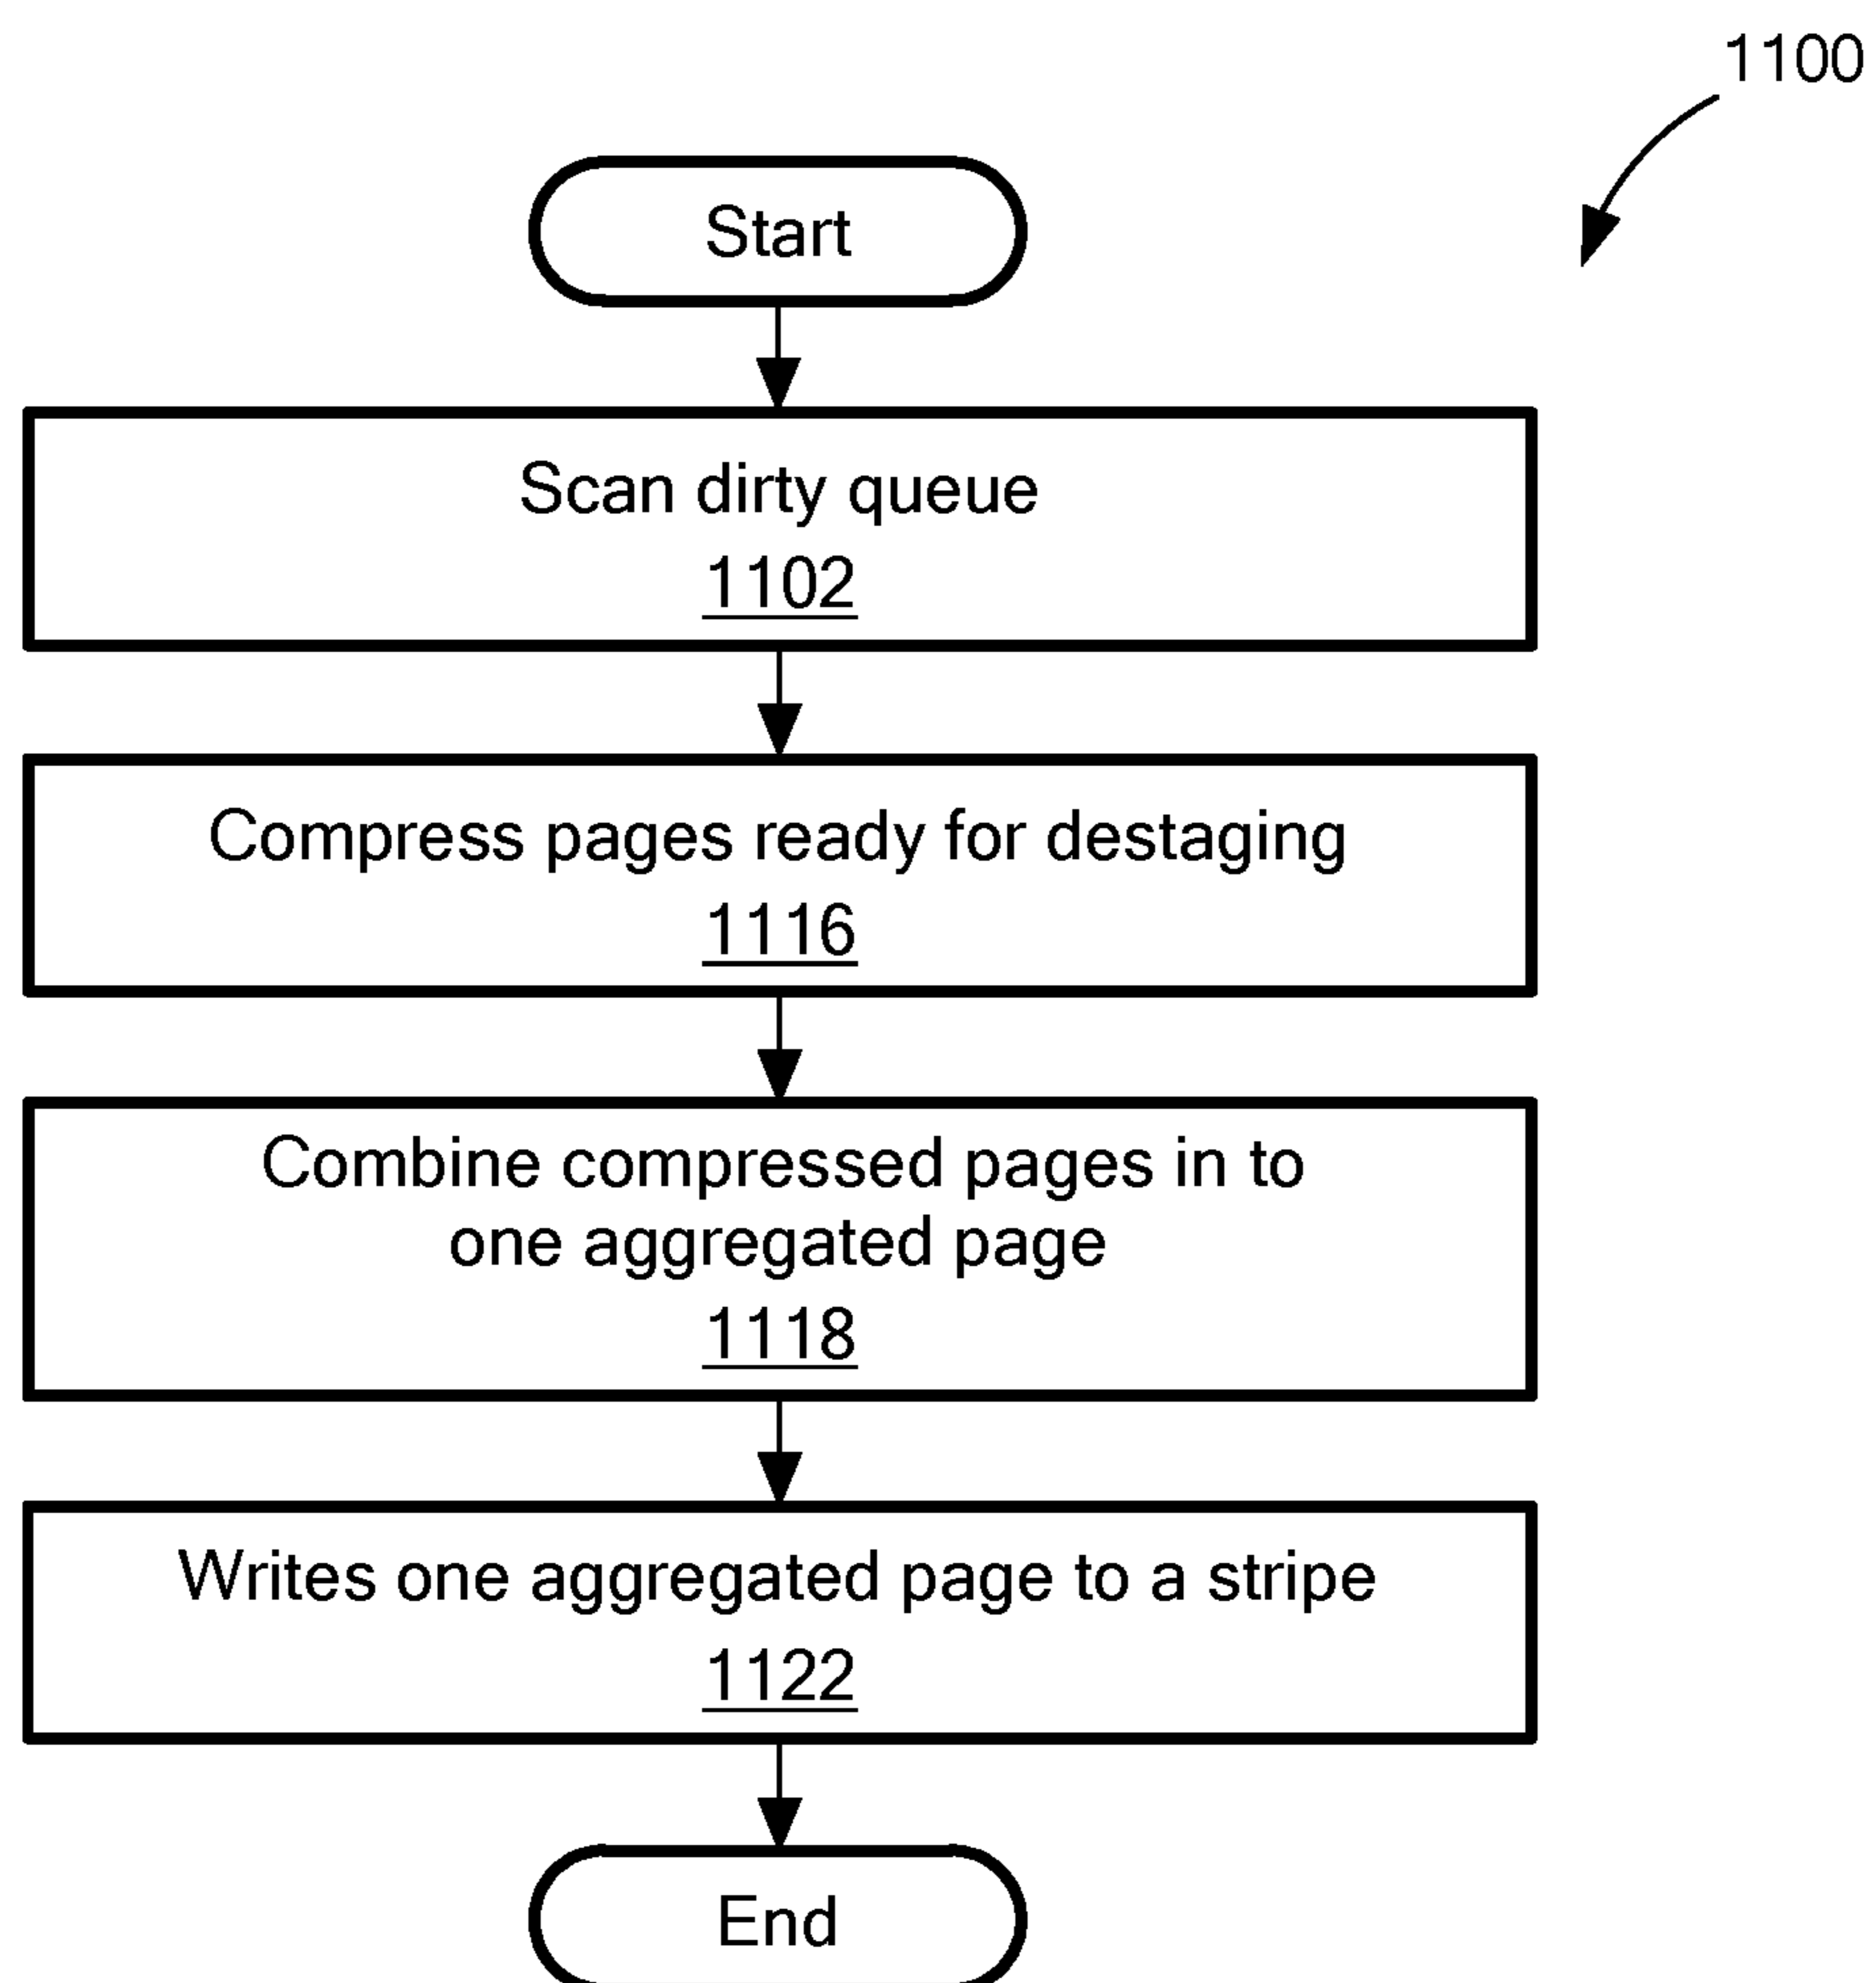 1100
Start
Scan dirty queue
1102
Compress pages ready for destaging
1116
Combine compressed pages in to
one aggregated page
1118
Writes one aggregated page to a stripe
1122
End